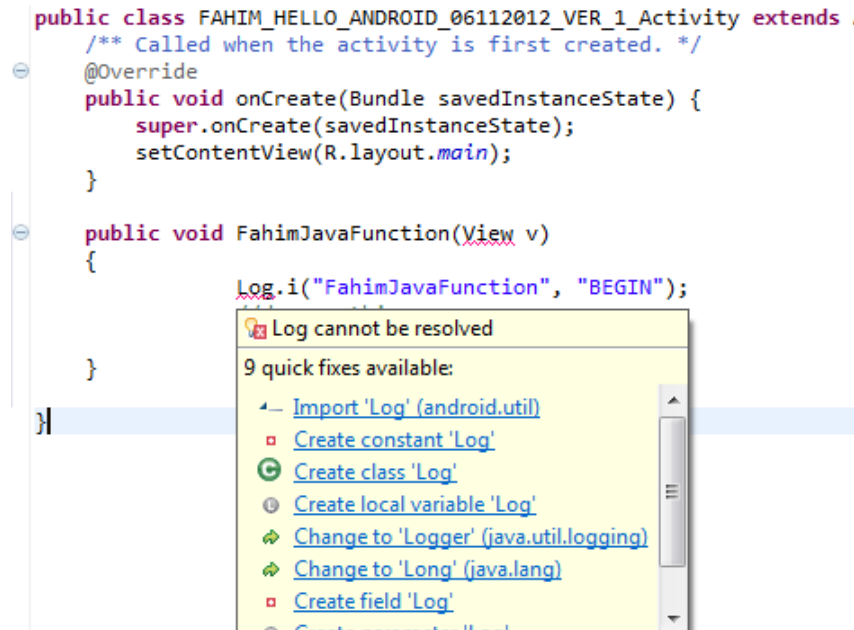 public class FAHIM_HELLO_ANDROID_06112012_VER_1_Activity extends
/** Called when the activity is first created. */
@Override
public void onCreate(Bundle savedInstanceState) {
super.onCreate(savedInstanceState);
setContentView(R.layout.main);
}
public void FahimJavaFunction(View v)
{
Log.i("FahimJavaFunction", "BEGIN");
Log cannot be resolved
9 quick fixes available:
Import 'Log' (android.util)
Create constant 'Log'
Create class 'Log'
Create local variable 'Log'
Change to 'Logger' (java.util.logging)
Change to 'Long' (java.lang)
Create field 'Log'
}
}